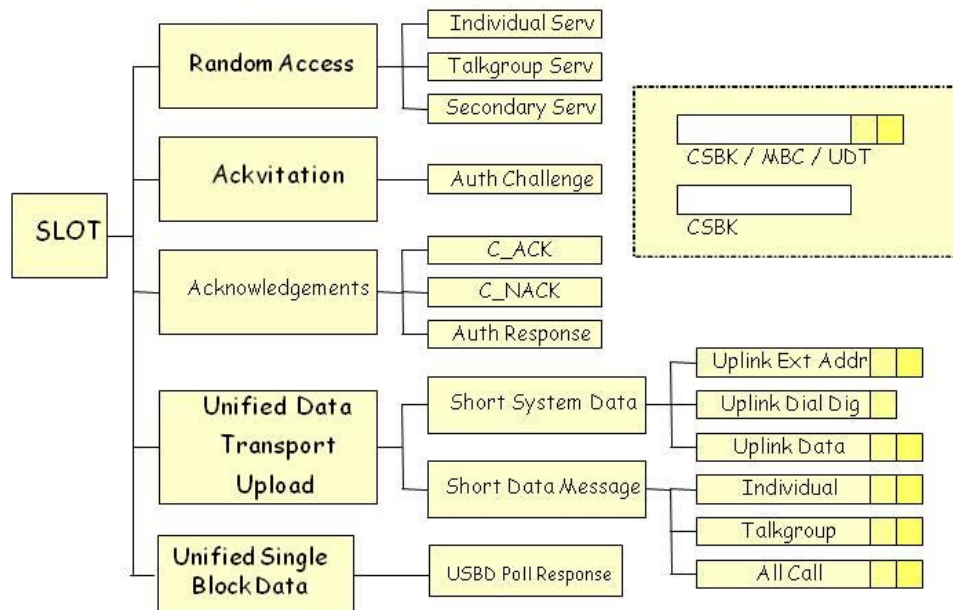 SLOT
Random Access
Individual Serv
Talkgroup Serv
Secondary Serv
Ackvitation
Auth Challenge
Acknowledgements
C_ACK
C_NACK
Auth Response
Unified Data
Transport
Upload
Short System Data
Uplink Ext Addr
Uplink Dial Dig
Uplink Data
Short Data Message
Individual
Talkgroup
All Call
Unified Single
Block Data
USBD Poll Response
CSBK / MBC / UDT
CSBK